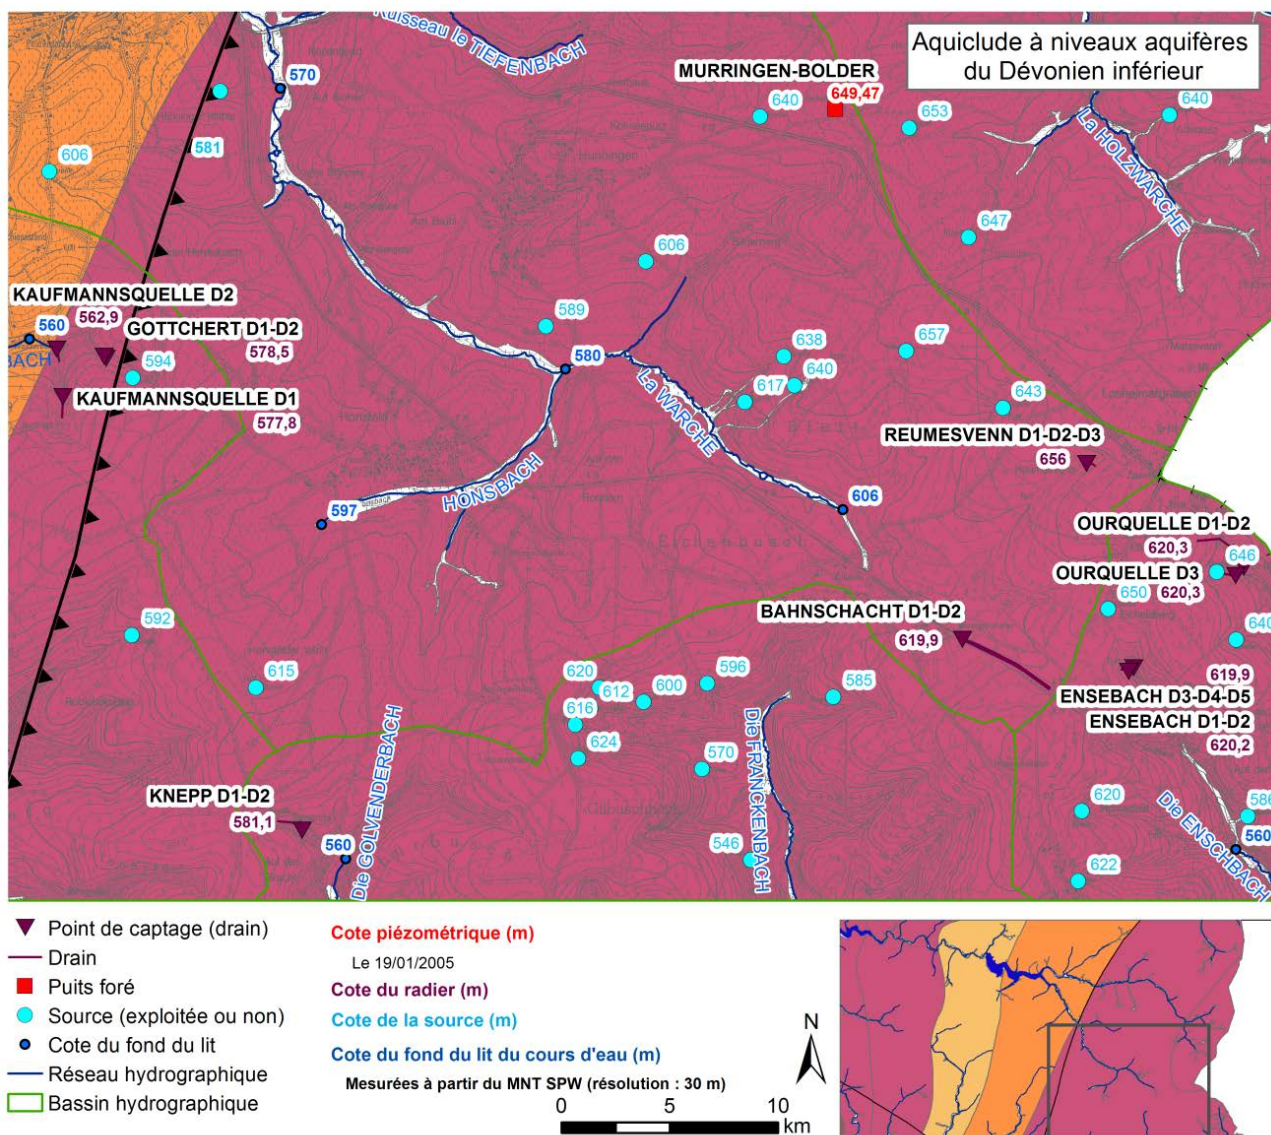 Ruisseau le TIEFENBACH
Aquiclude à niveaux aquifères
du Dévonien inférieur
MURRINGEN-BOLDER
649,47
570
640
653
640
581
606
La HOLZWARCHE
647
606
KAUFMANNSQUELLE D2
562,9
560
GOTTCHERT D1-D2
578,5
BACH
594
589
580
638
640
617
657
643
KAUFMANNSQUELLE D1
577,8
La WARCHE
REUMESVENN D1-D2-D3
656
HONSBACH
597
606
OURQUELLE D1-D2
620,3
646
OURQUELLE D3
620,3
650
640
BAHNSCHACHT D1-D2
619,9
592
615
620
612
600
596
585
616
624
570
619,9
ENSEBACH D3-D4-D5
ENSEBACH D1-D2
620,2
Die GOLVENDERBACH
Die FRANCKENBACH
KNEPP D1-D2
581,1
560
546
620
586
560
622
Die ENSCHBACH
Point de captage (drain)
Drain
Puits foré
Source (exploitée ou non)
Cote du fond du lit
Réseau hydrographique
Bassin hydrographique
Cote piézométrique (m)
Le 19/01/2005
Cote du radier (m)
Cote de la source (m)
Cote du fond du lit du cours d'eau (m)
Mesurées à partir du MNT SPW (résolution : 30 m)
0 5 10
km
N